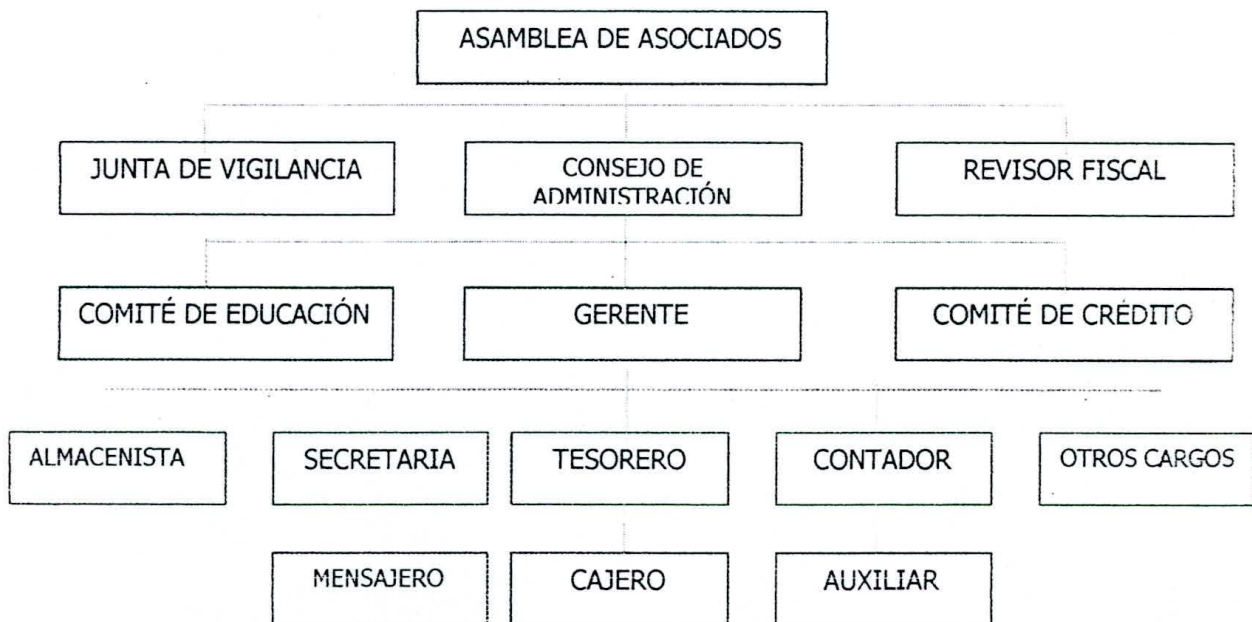 ASAMBLEA DE ASOCIADOS
JUNTA DE VIGILANCIA
CONSEJO DE
ADMINISTRACIÓN
REVISOR FISCAL
COMITÉ DE EDUCACIÓN
GERENTE
COMITÉ DE CRÉDITO
ALMACENISTA
SECRETARIA
TESORERO
CONTADOR
OTROS CARGOS
MENSAJERO
CAJERO
AUXILIAR